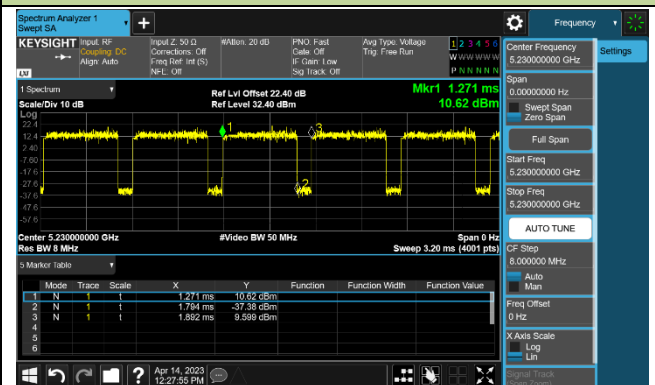 Spectrum Analyzer 1
Swept SA
+
Frequency
KEYSIGHT
Input: RF
Coupling: DC
Align: Auto
Input Z: 50 Ω
Corrections: Off
Freq Ref: Int (S)
NFE: Off
#Atten: 20 dB
PNO: Fast
Gate: Off
IF Gain: Low
Sig Track: Off
Avg Type: Voltage
Trig: Free Run
1 2 3 4 5 6
W W W W W W
P N N N N N
LXI
1 Spectrum
Scale/Div 10 dB
Log
Ref Lvl Offset 22.40 dB
Ref Level 32.40 dBm
Mkr1 1.271 ms
10.62 dBm
22.4
12.4
2.40
-7.60
-17.6
-27.6
-37.6
-47.6
-57.6
1
2
3
Center 5.230000000 GHz
Res BW 8 MHz
#Video BW 50 MHz
Span 0 Hz
Sweep 3.20 ms (4001 pts)
5 Marker Table
Mode Trace Scale X Y Function Function Width Function Value
1 N 1 t 1.271 ms 10.62 dBm
2 N 1 t 1.794 ms -37.38 dBm
3 N 1 t 1.892 ms 9.599 dBm
4
5
6
Apr 14, 2023
12:27:55 PM
?
Center Frequency
5.230000000 GHz
Settings
Span
0.00000000 Hz
Swept Span
Zero Span
Full Span
Start Freq
5.230000000 GHz
Stop Freq
5.230000000 GHz
AUTO TUNE
CF Step
8.000000 MHz
Auto
Man
Freq Offset
0 Hz
X Axis Scale
Log
Lin
Signal Track
(Span Zoom)